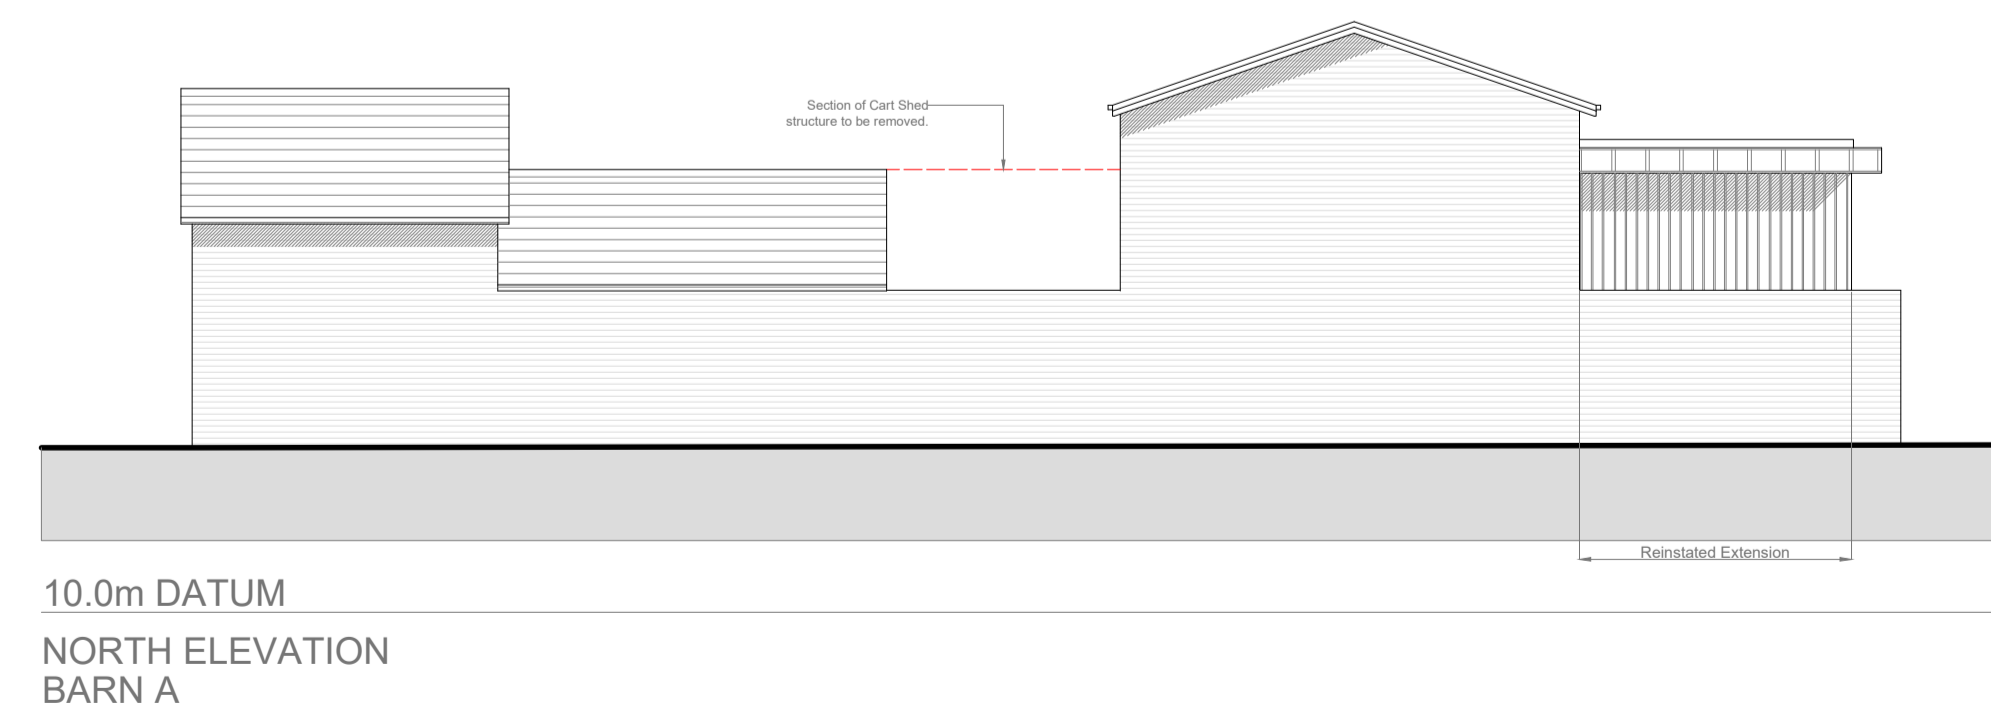 Section of Cart Shed
structure to be removed.
Reinstated Extension
10.0m DATUM
NORTH ELEVATION
BARN A